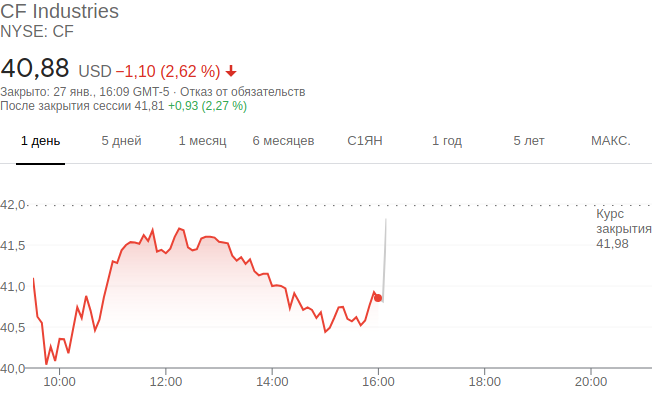 CF Industries
NYSE: CF
40,88 USD −1,10 (2,62 %)
Закрыто: 27 янв., 16:09 GMT-5 · Отказ от обязательств
После закрытия сессии 41,81 +0,93 (2,27 %)
1 день 5 дней 1 месяц 6 месяцев С1ЯН 1 год 5 лет МАКС.
42,0
Курс
закрытия
41,98
41,5
41,0
40,5
40,0
10:00 12:00 14:00 16:00 18:00 20:00